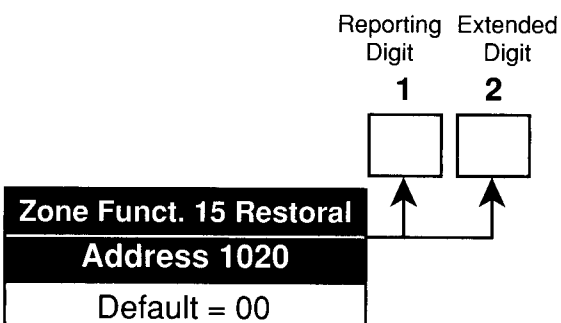 Reporting Extended
Digit Digit
1 2
Zone Funct. 15 Restoral
Address 1020
Default = 00